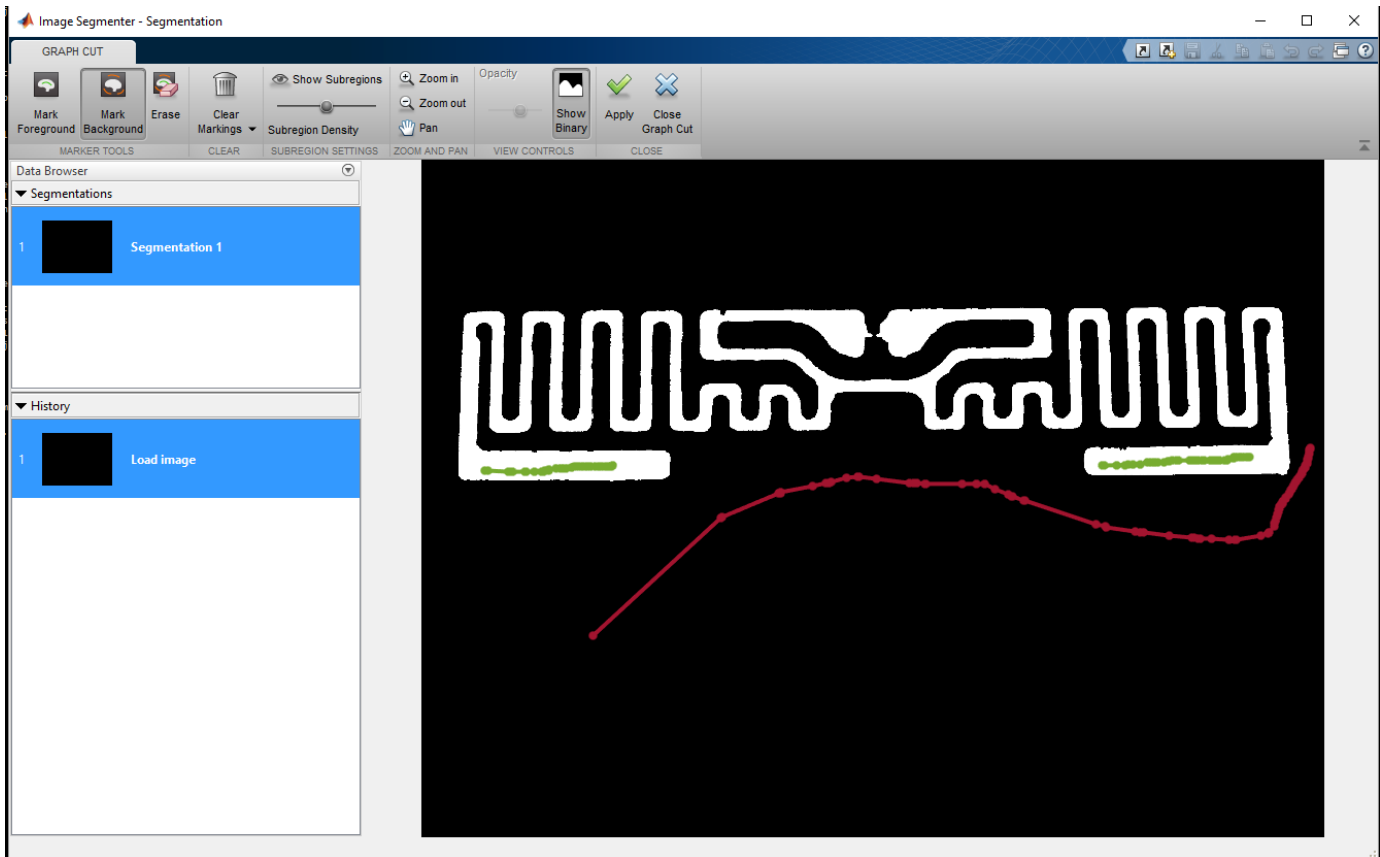 Image Segmenter - Segmentation
GRAPH CUT
Mark Foreground
Mark Background
Erase
Clear Markings
Show Subregions
Subregion Density
Zoom in
Zoom out
Pan
Opacity
Show Binary
Apply
Close Graph Cut
MARKER TOOLS
CLEAR
SUBREGION SETTINGS
ZOOM AND PAN
VIEW CONTROLS
CLOSE
Data Browser
Segmentations
1 Segmentation 1
History
1 Load image